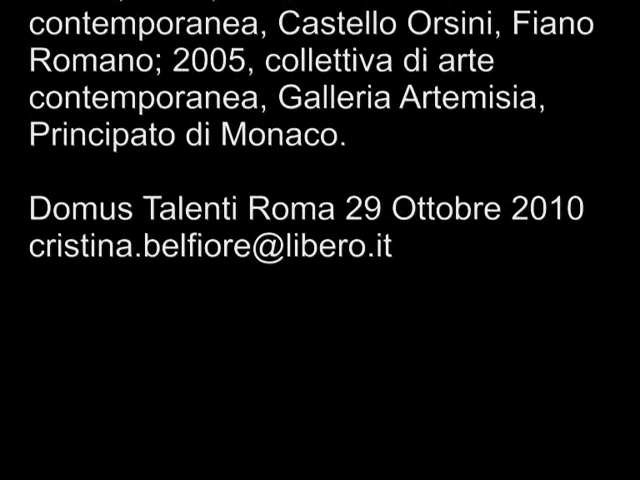 contemporanea, Castello Orsini, Fiano
Romano; 2005, collettiva di arte
contemporanea, Galleria Artemisia,
Principato di Monaco.
Domus Talenti Roma 29 Ottobre 2010
cristina.belfiore@libero.it